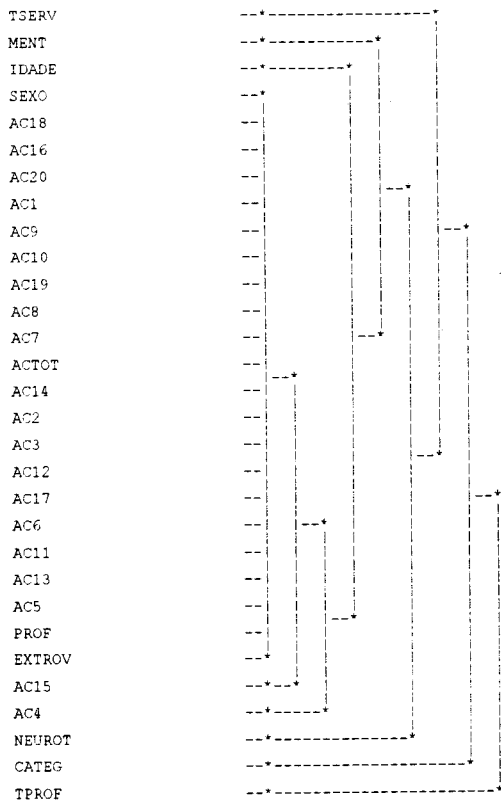 TSERV
MENT
IDADE
SEXO
AC18
AC16
AC20
AC1
AC9
AC10
AC19
AC8
AC7
ACTOT
AC14
AC2
AC3
AC12
AC17
AC6
AC11
AC13
AC5
PROF
EXTROV
AC15
AC4
NEUROT
CATEG
TPROF